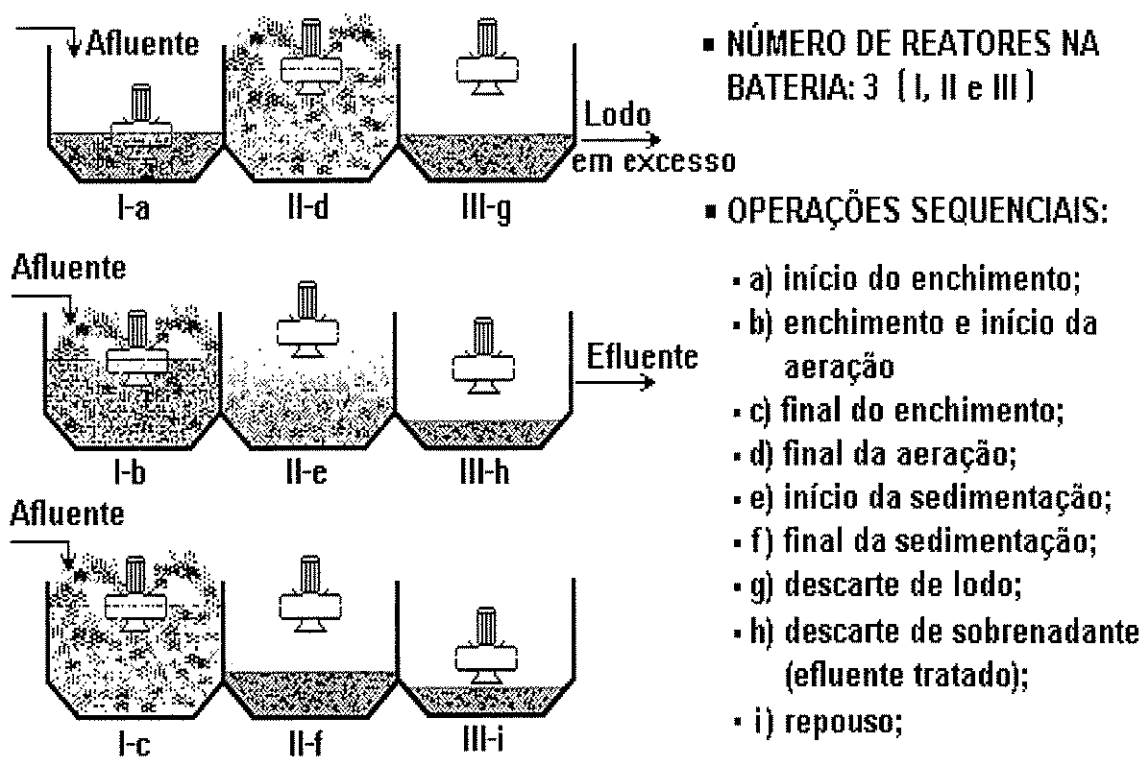 Afluente
I-a
II-d
III-g
Lodo
em excesso
Afluente
I-b
II-e
III-h
Efluente
Afluente
I-c
II-f
III-i
▪ NÚMERO DE REATORES NA
BATERIA: 3 ( I, II e III )
▪ OPERAÇÕES SEQUENCIAIS:
▪ a) início do enchimento;
▪ b) enchimento e início da
aeração
▪ c) final do enchimento;
▪ d) final da aeração;
▪ e) início da sedimentação;
▪ f) final da sedimentação;
▪ g) descarte de lodo;
▪ h) descarte de sobrenadante
(efluente tratado);
▪ i) repouso;